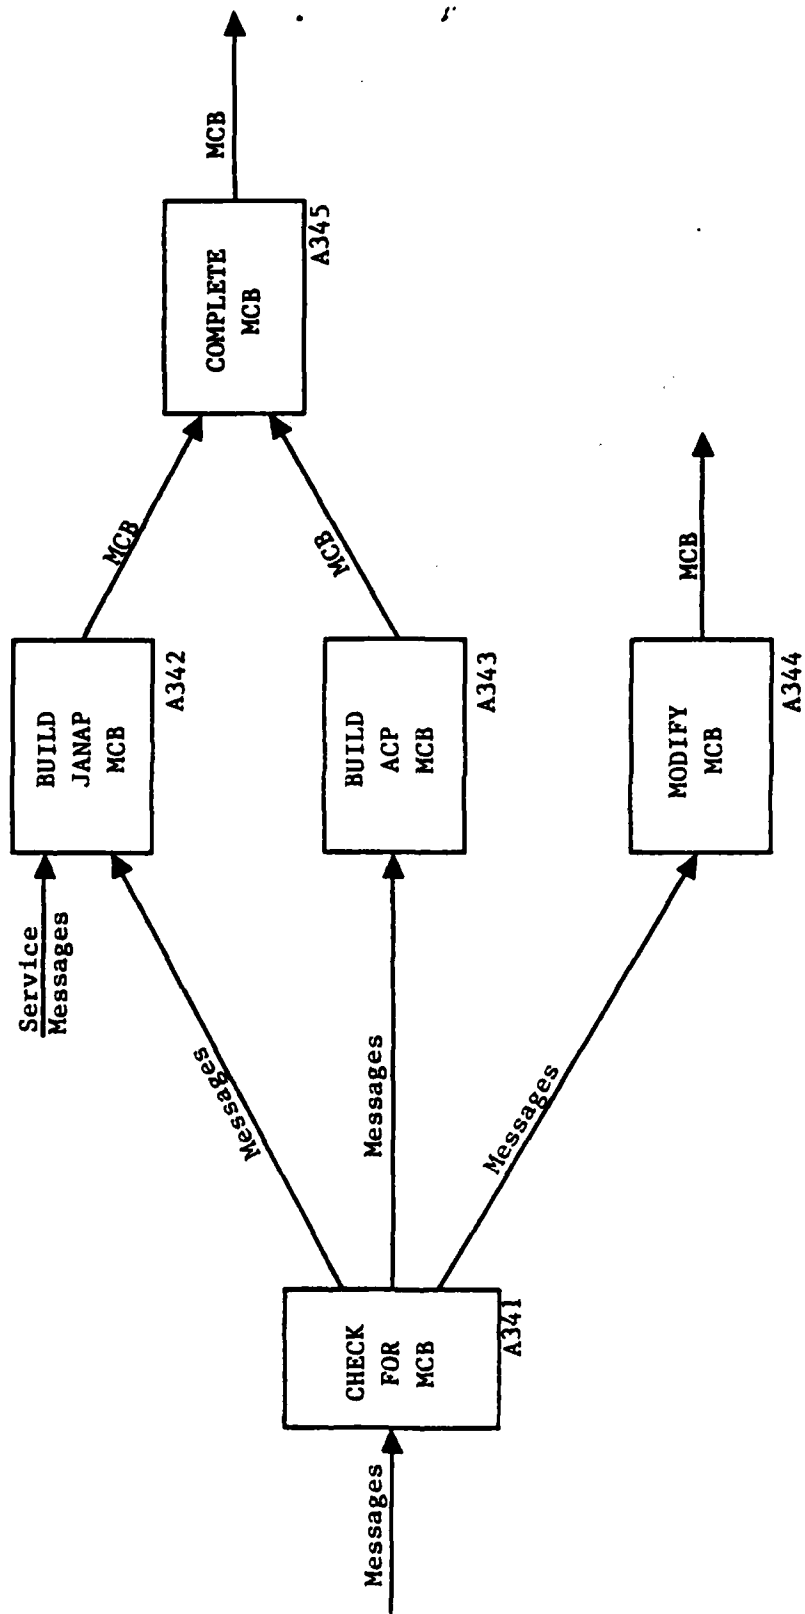 Messages
CHECK
FOR
MCB
A341
Messages
Messages
Messages
Service
Messages
BUILD
JANAP
MCB
A342
BUILD
ACP
MCB
A343
MODIFY
MCB
A344
MCB
MCB
MCB
COMPLETE
MCB
A345
MCB